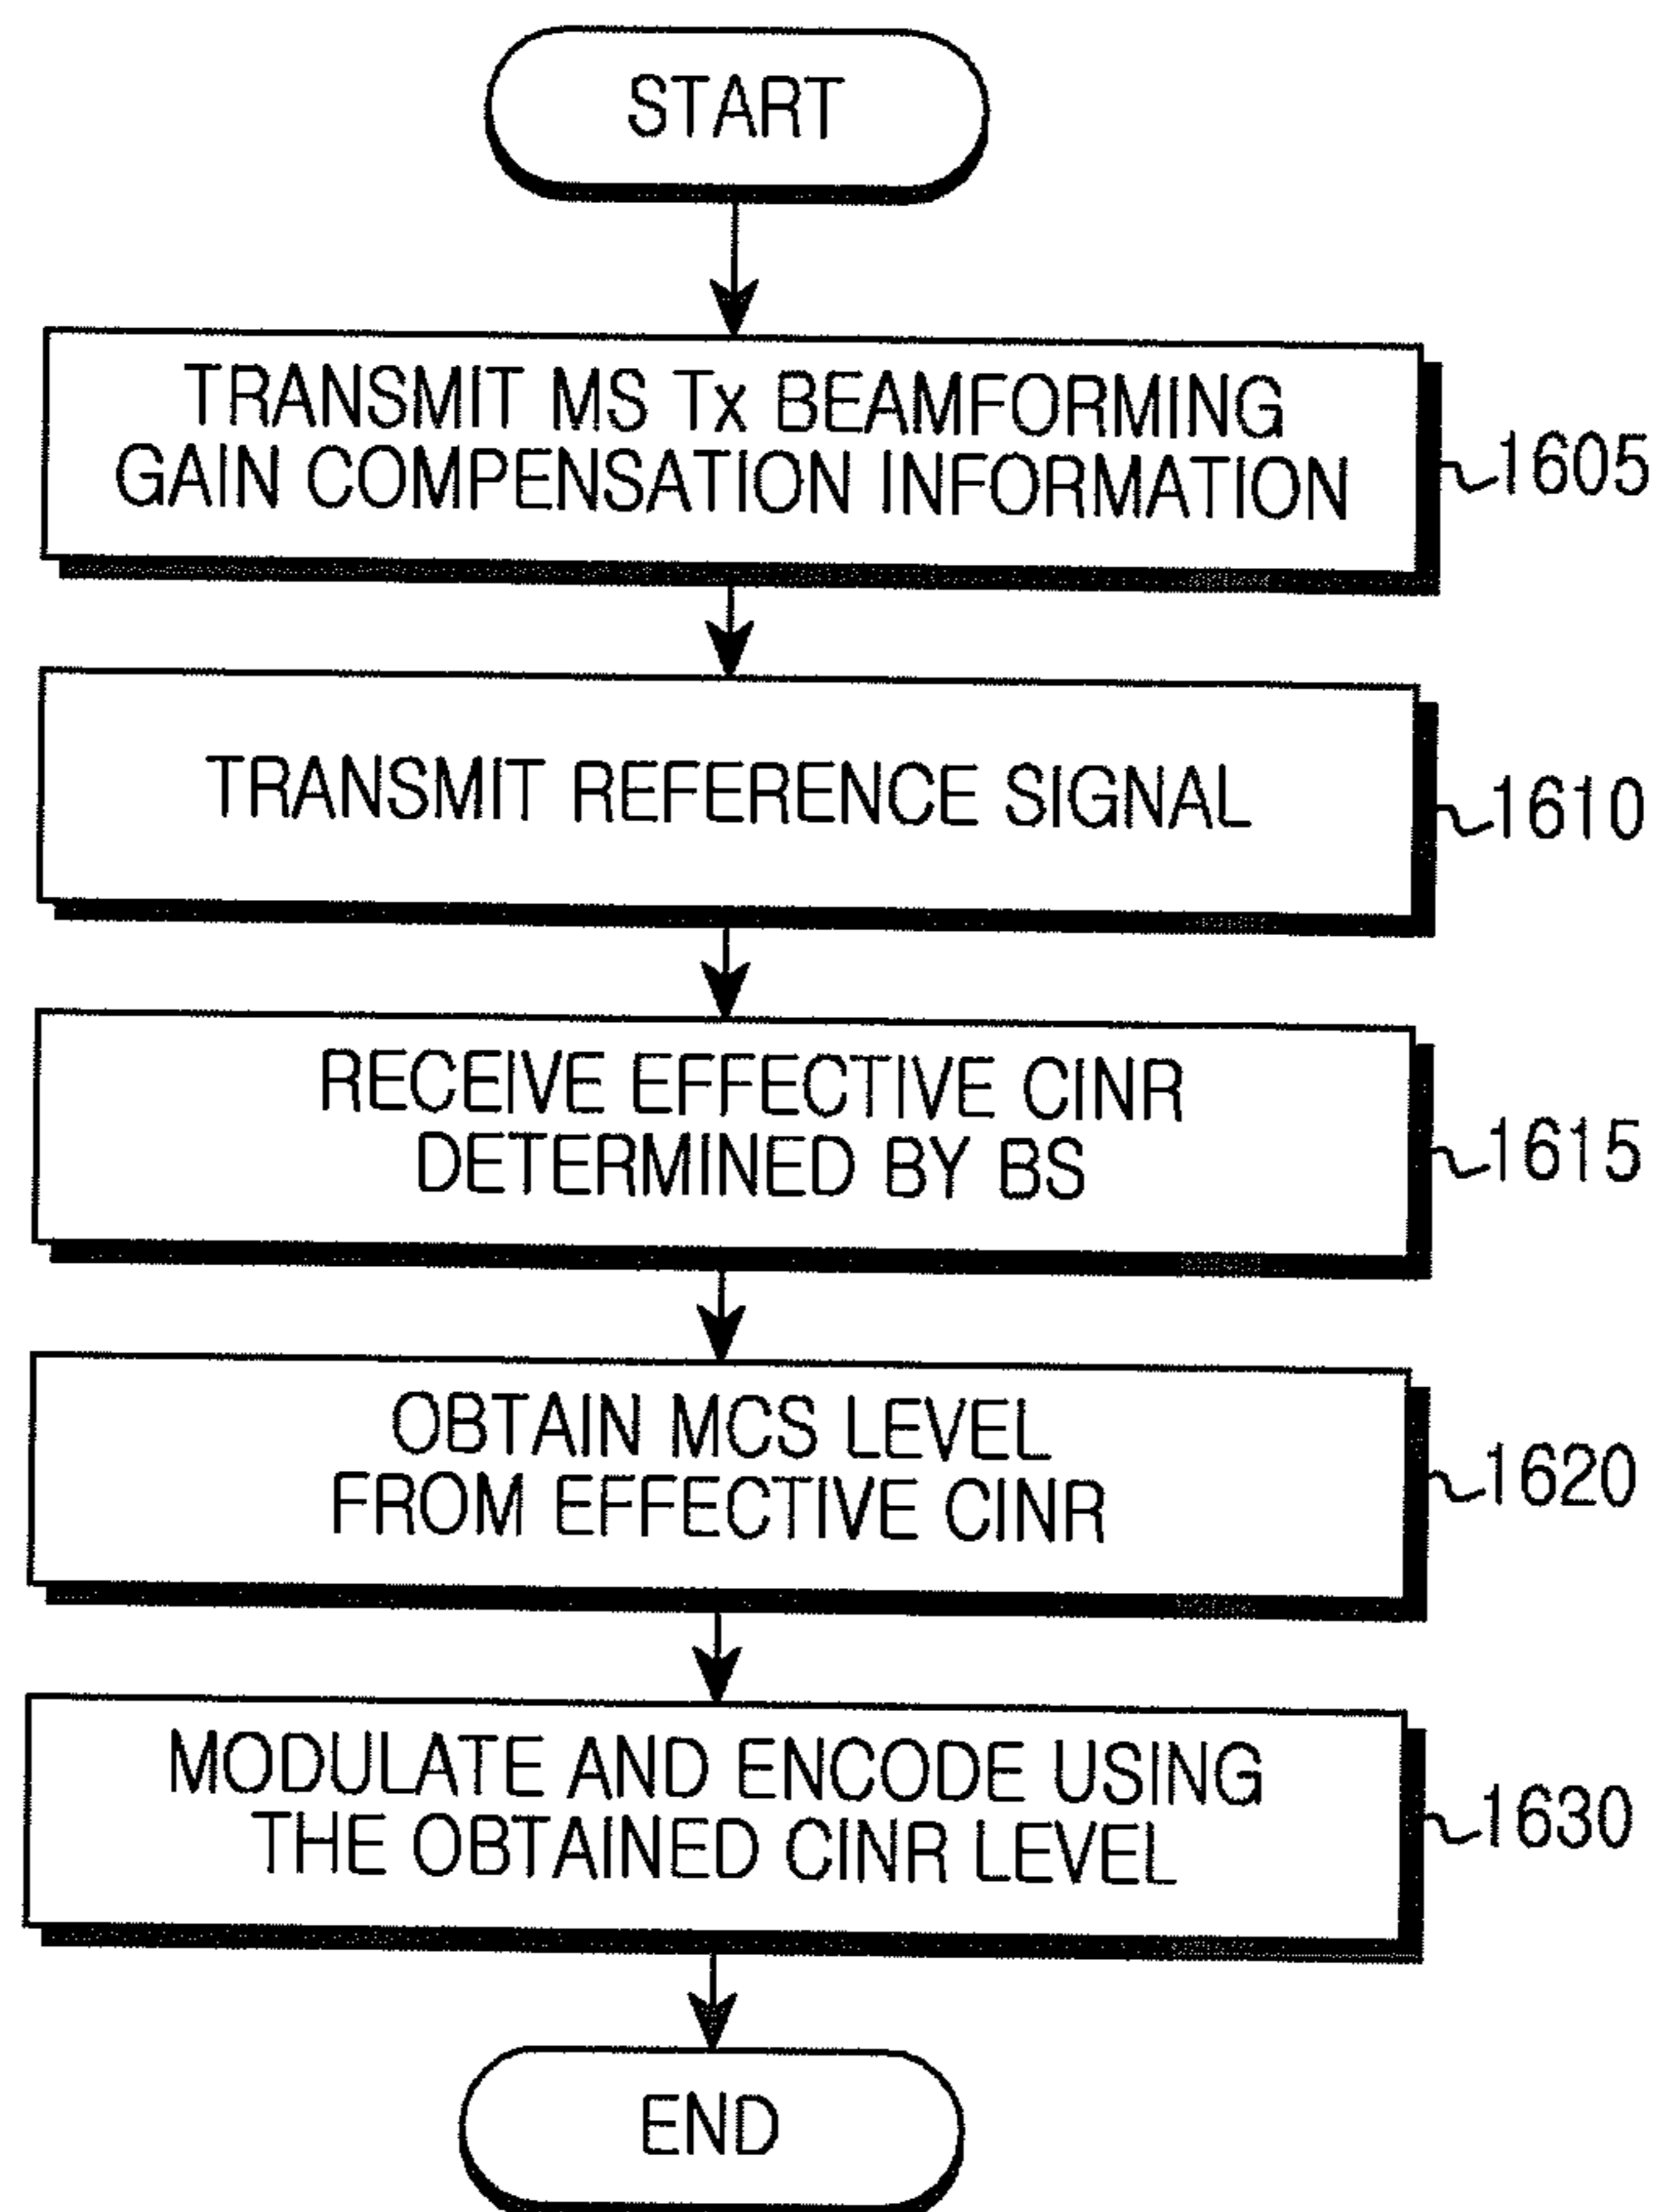 START
TRANSMIT MS Tx BEAMFORMING
GAIN COMPENSATION INFORMATION
1605
TRANSMIT REFERENCE SIGNAL
1610
RECEIVE EFFECTIVE CINR
DETERMINED BY BS
1615
OBTAIN MCS LEVEL
FROM EFFECTIVE CINR
1620
MODULATE AND ENCODE USING
THE OBTAINED CINR LEVEL
1630
END